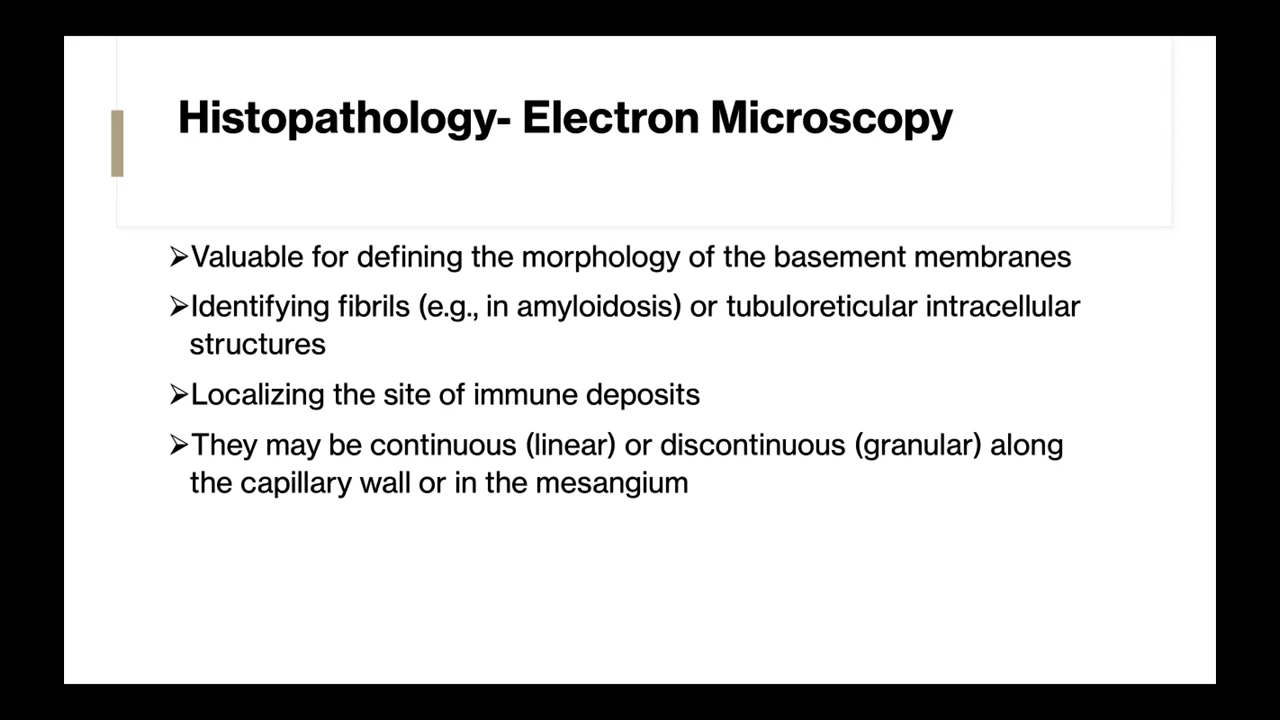 Histopathology- Electron Microscopy
➢Valuable for defining the morphology of the basement membranes
➢Identifying fibrils (e.g., in amyloidosis) or tubuloreticular intracellular
structures
➢Localizing the site of immune deposits
➢They may be continuous (linear) or discontinuous (granular) along
the capillary wall or in the mesangium